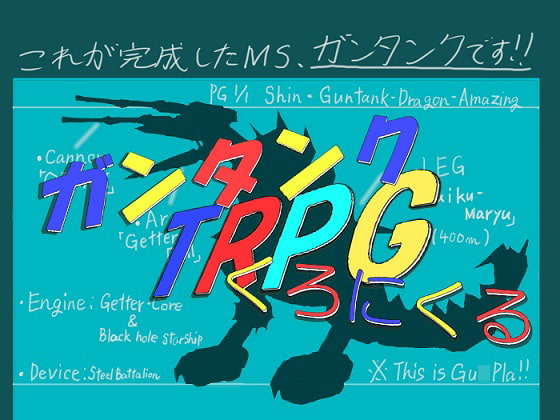 これが完成したMS、ガンタンクです!!
PG 1/1 Shin-Guntank-Dragon-Amazing
ガンタンク
TRPG
くろにくる
LEG
(400m)
・Engine: Getter-Core
&
Black hole starship
・Device: Steel Battalion
※ This is Gu Pla!!